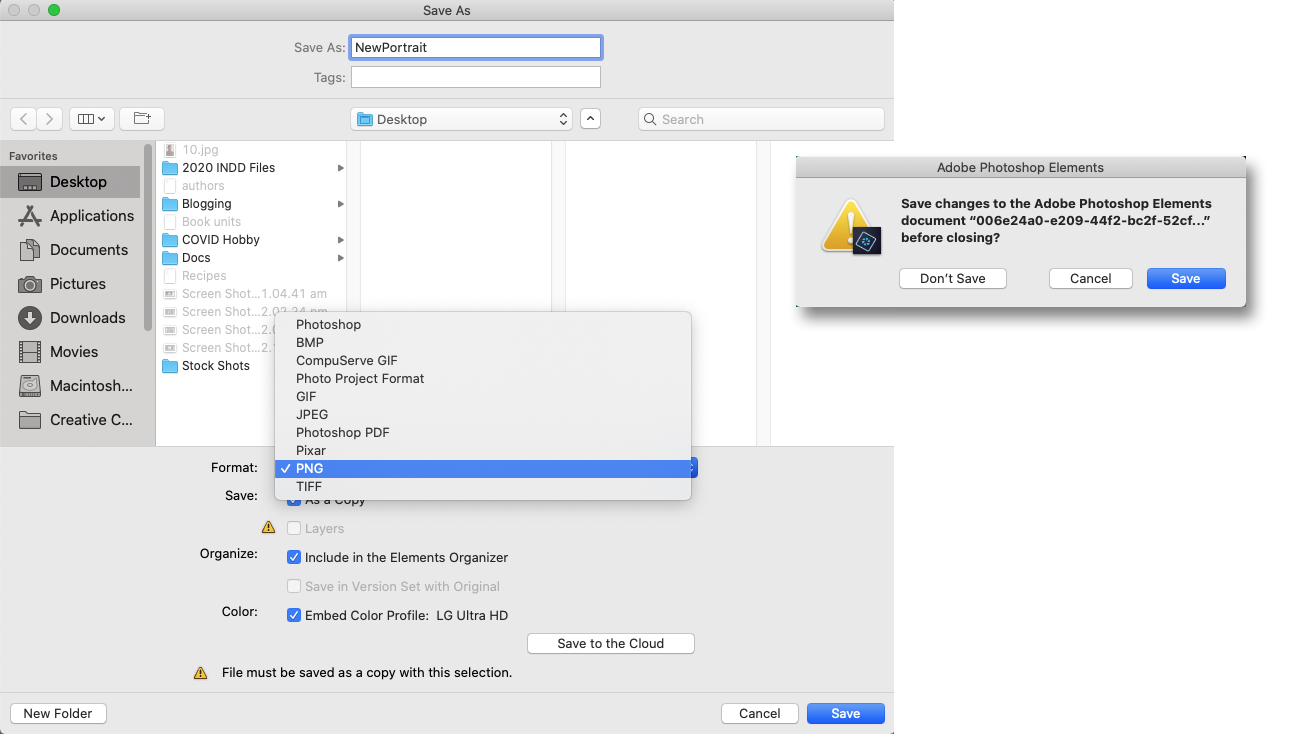 Save As
Save As: NewPortrait
Tags:
Desktop
Search
Favorites
Desktop
Applications
Documents
Pictures
Downloads
Movies
Macintosh...
Creative C...
10.jpg
2020 INDD Files
authors
Blogging
Book units
COVID Hobby
Docs
Recipes
Screen Shot...1.04.41 am
Screen Shot...2.02.24 pm
Screen Shot...2.0
Screen Shot...2.
Stock Shots
Photoshop
BMP
CompuServe GIF
Photo Project Format
GIF
JPEG
Photoshop PDF
Pixar
Format: ✓ PNG
TIFF
Save: As a Copy
Layers
Organize: Include in the Elements Organizer
Save in Version Set with Original
Color: Embed Color Profile: LG Ultra HD
Save to the Cloud
File must be saved as a copy with this selection.
New Folder Cancel Save
Adobe Photoshop Elements
Save changes to the Adobe Photoshop Elements
document “006e24a0-e209-44f2-bc2f-52cf...”
before closing?
Don’t Save Cancel Save